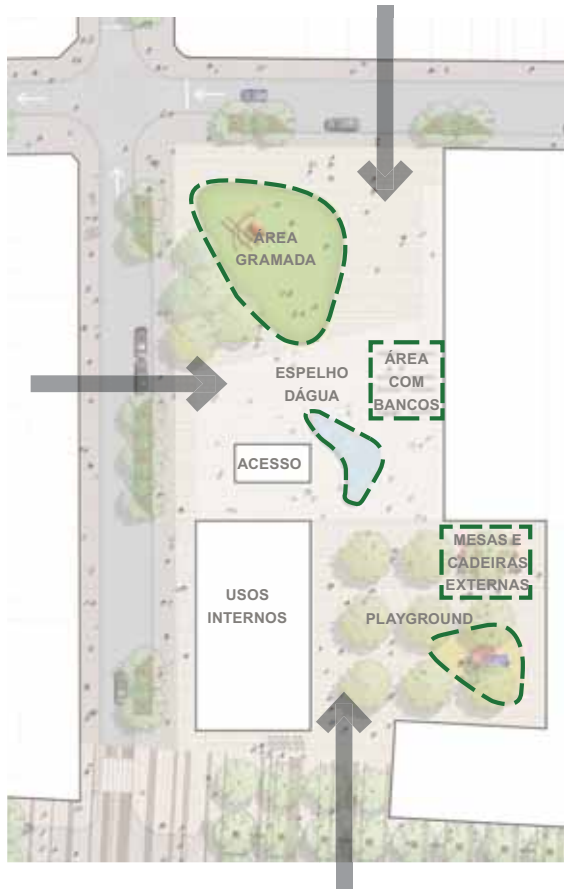 ÁREA
GRAMADA
ESPELHO
DÁGUA
ÁREA
COM
BANCOS
ACESSO
MESAS E
CADEIRAS
EXTERNAS
USOS
INTERNOS
PLAYGROUND